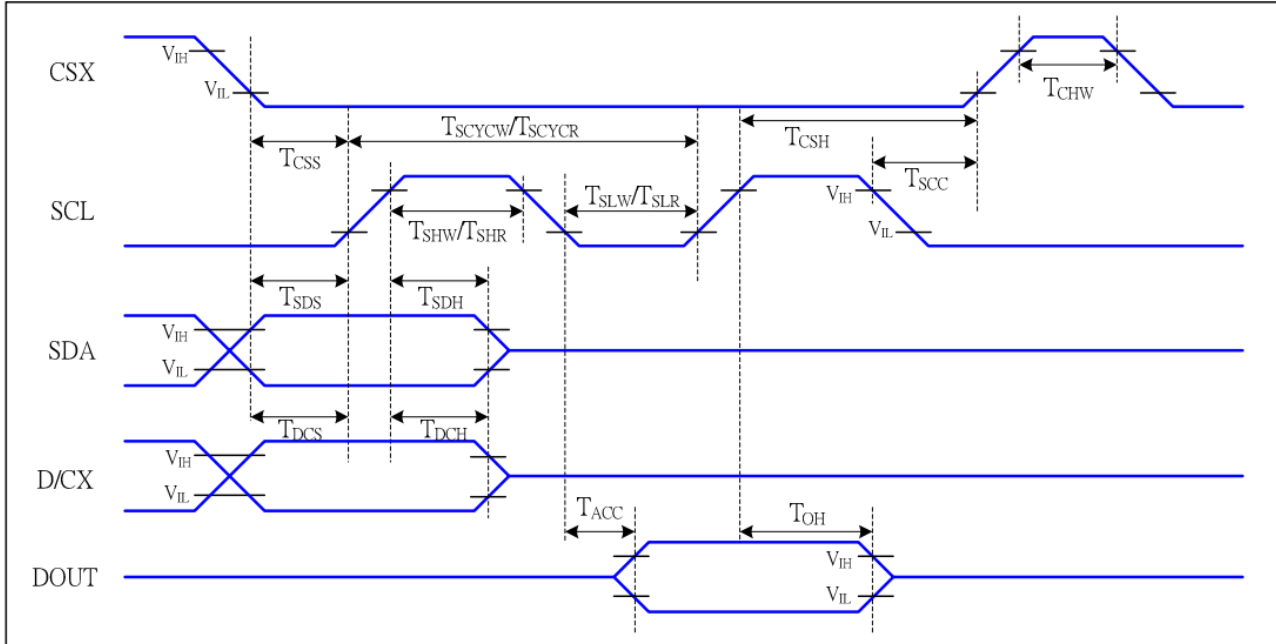 CSX
VIH
VIL
TCHW
TSCYCW/TSCYCR
TCSS
TCSH
TSCC
SCL
TSLW/TSLR
VIH
VIL
TSHW/TSHR
TSDS
TSDH
SDA
VIH
VIL
TDCS
TDCH
D/CX
VIH
VIL
TACC
TOH
DOUT
VIH
VIL